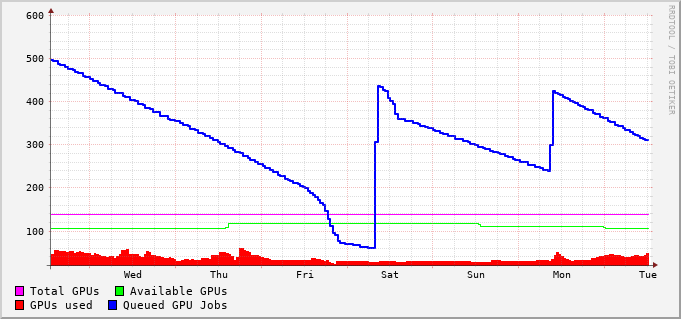 600
500
400
300
200
100
Wed Thu Fri Sat Sun Mon Tue
Total GPUs Available GPUs
GPUs used Queued GPU Jobs
RRDTOOL / TOBI OETIKER